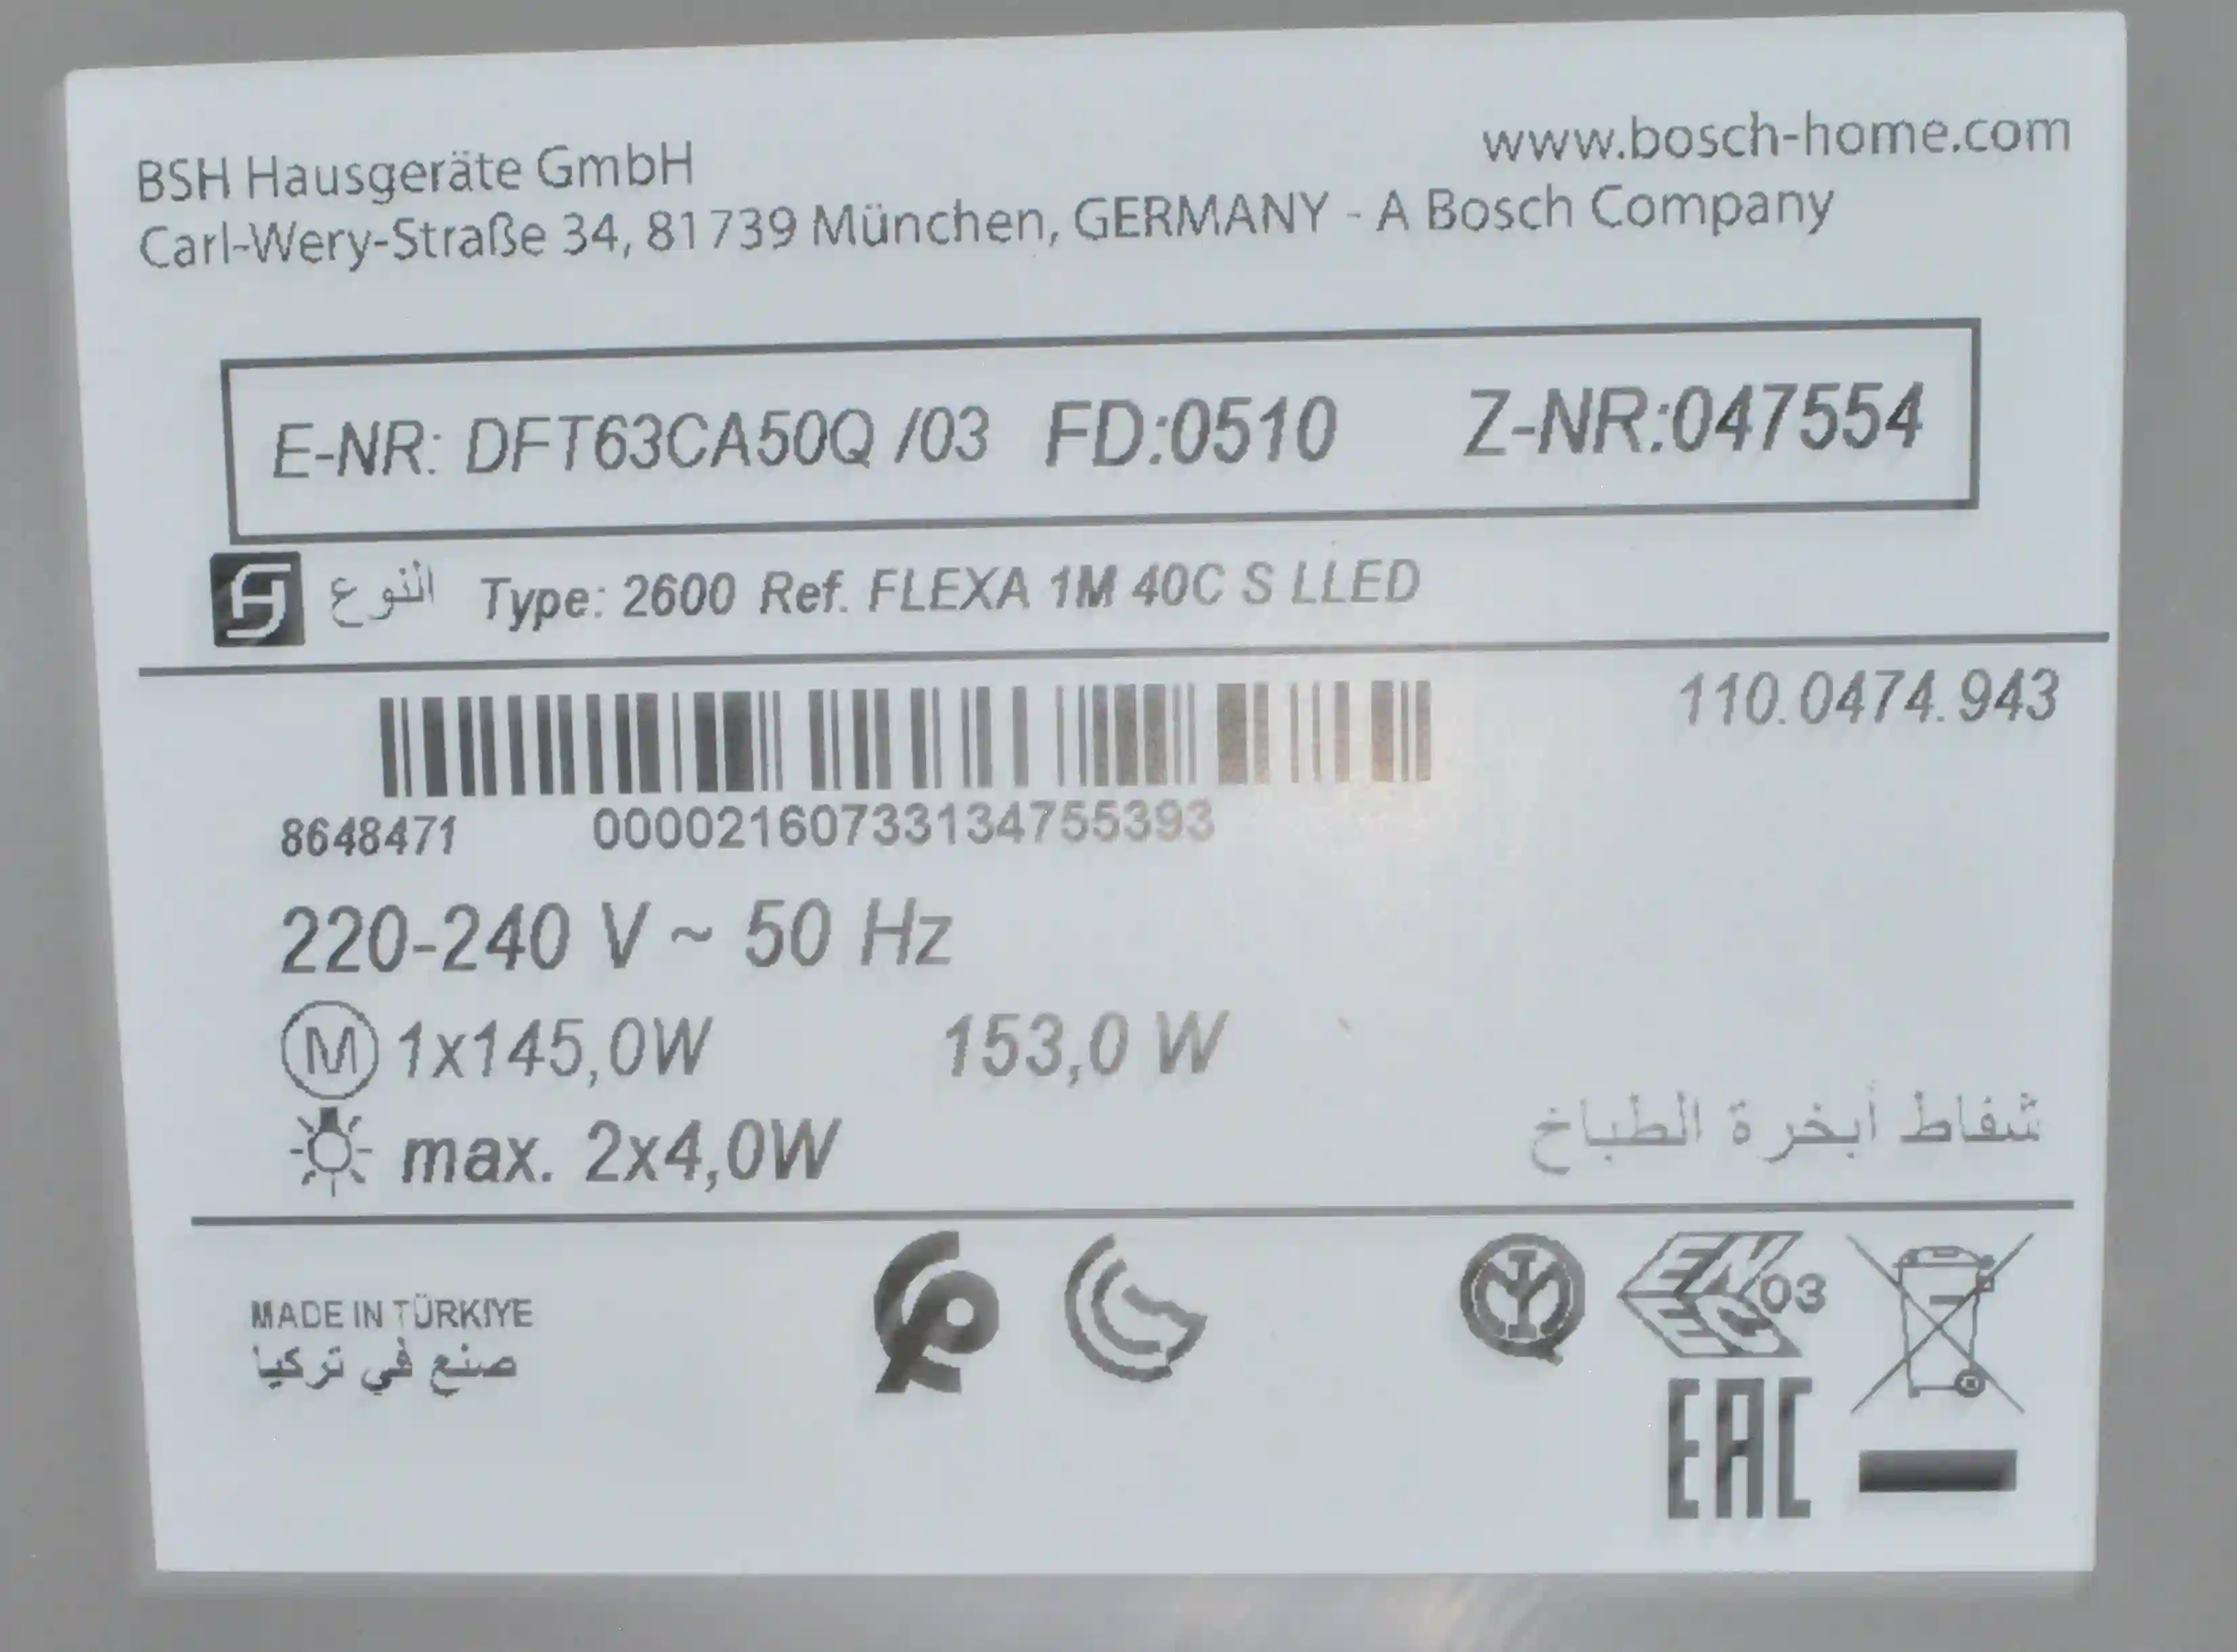 BSH Hausgeräte GmbH www.bosch-home.com
Carl-Wery-Straße 34, 81739 München, GERMANY - A Bosch Company
E-NR: DFT63CA50Q /03 FD:0510 Z-NR:047554
النوع Type: 2600 Ref. FLEXA 1M 40C S LLED
110.0474.943
8648471 00002160733134755393
220-240 V ~ 50 Hz
M 1x145,0W 153,0 W
max. 2x4,0W
شفاط أبخرة الطباخ
MADE IN TÜRKIYE
صنع في تركيا
ENEC 03
EAC